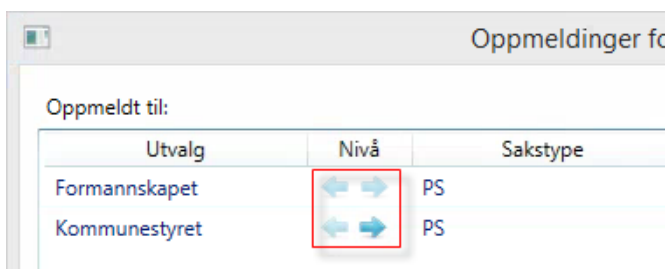 Oppmeldinger fo
Oppmeldt til:
Utvalg Nivå Sakstype
Formannskapet PS
Kommunestyret PS